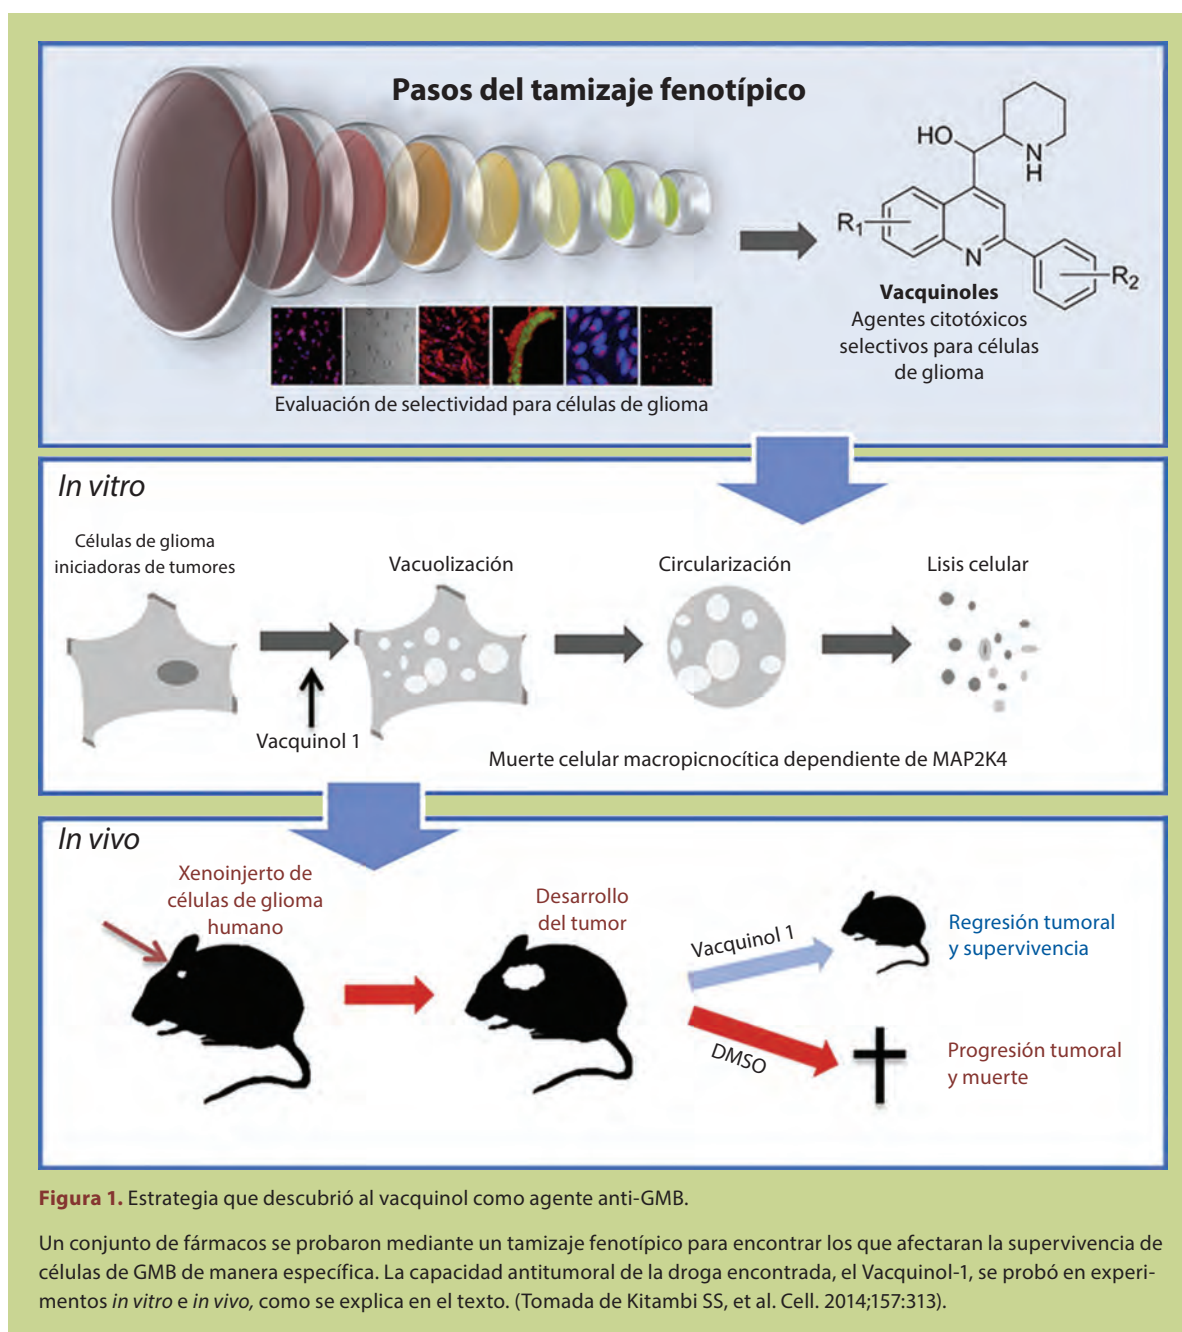 Pasos del tamizaje fenotípico
HO
N
H
R1
N
R2
Vacquinoles
Agentes citotóxicos
selectivos para células
de glioma
Evaluación de selectividad para células de glioma
In vitro
Células de glioma
iniciadoras de tumores
Vacuolización
Circularización
Lisis celular
Vacquinol 1
Muerte celular macropicnocítica dependiente de MAP2K4
In vivo
Xenoinjerto de
células de glioma
humano
Desarrollo
del tumor
Vacquinol 1
Regresión tumoral
y supervivencia
DMSO
Progresión tumoral
y muerte
Figura 1. Estrategia que descubrió al vacquinol como agente anti-GMB.
Un conjunto de fármacos se probaron mediante un tamizaje fenotípico para encontrar los que afectaran la supervivencia de
células de GMB de manera específica. La capacidad antitumoral de la droga encontrada, el Vacquinol-1, se probó en experi-
mentos in vitro e in vivo, como se explica en el texto. (Tomada de Kitambi SS, et al. Cell. 2014;157:313).